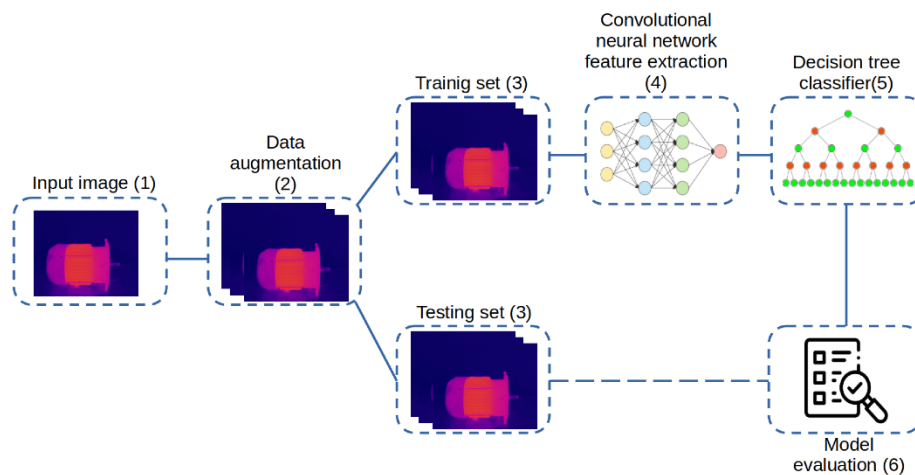 Input image (1)
Data
augmentation
(2)
Trainig set (3)
Convolutional
neural network
feature extraction
(4)
Decision tree
classifier(5)
Testing set (3)
Model
evaluation (6)